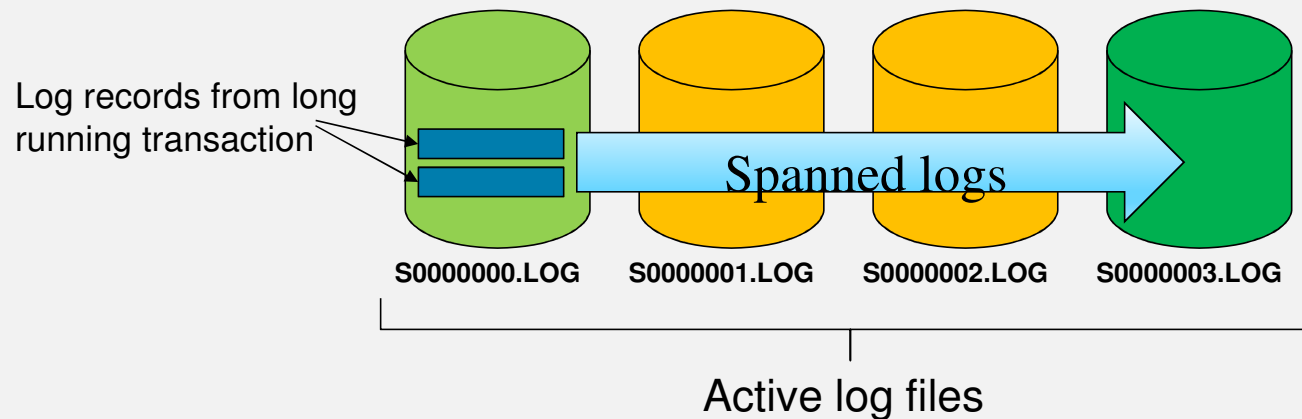 Log records from long
running transaction
Spanned logs
S0000000.LOG
S0000001.LOG
S0000002.LOG
S0000003.LOG
Active log files